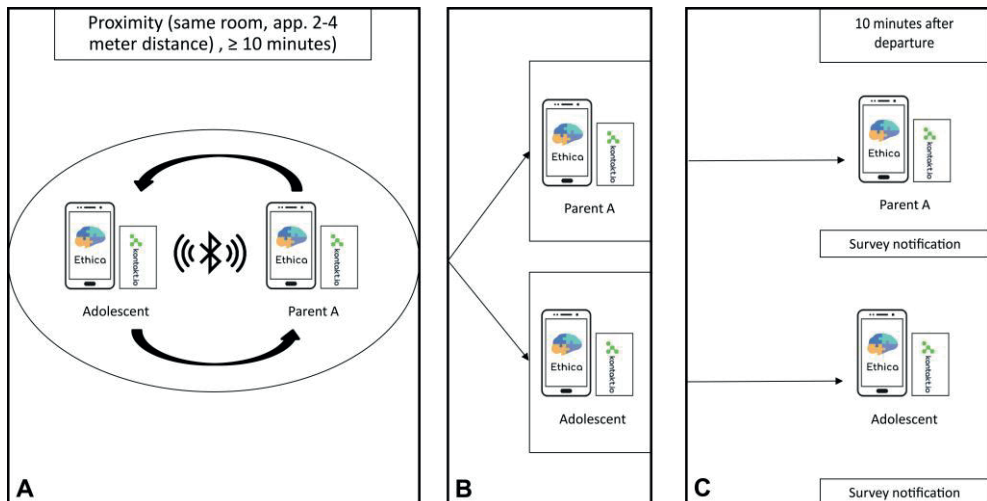 Proximity (same room, app. 2-4
meter distance) , ≥ 10 minutes)
Ethica
kontakt.io
Adolescent
Ethica
kontakt.io
Parent A
A
Ethica
kontakt.io
Parent A
Ethica
kontakt.io
Adolescent
B
10 minutes after
departure
Ethica
kontakt.io
Parent A
Survey notification
Ethica
kontakt.io
Adolescent
Survey notification
C